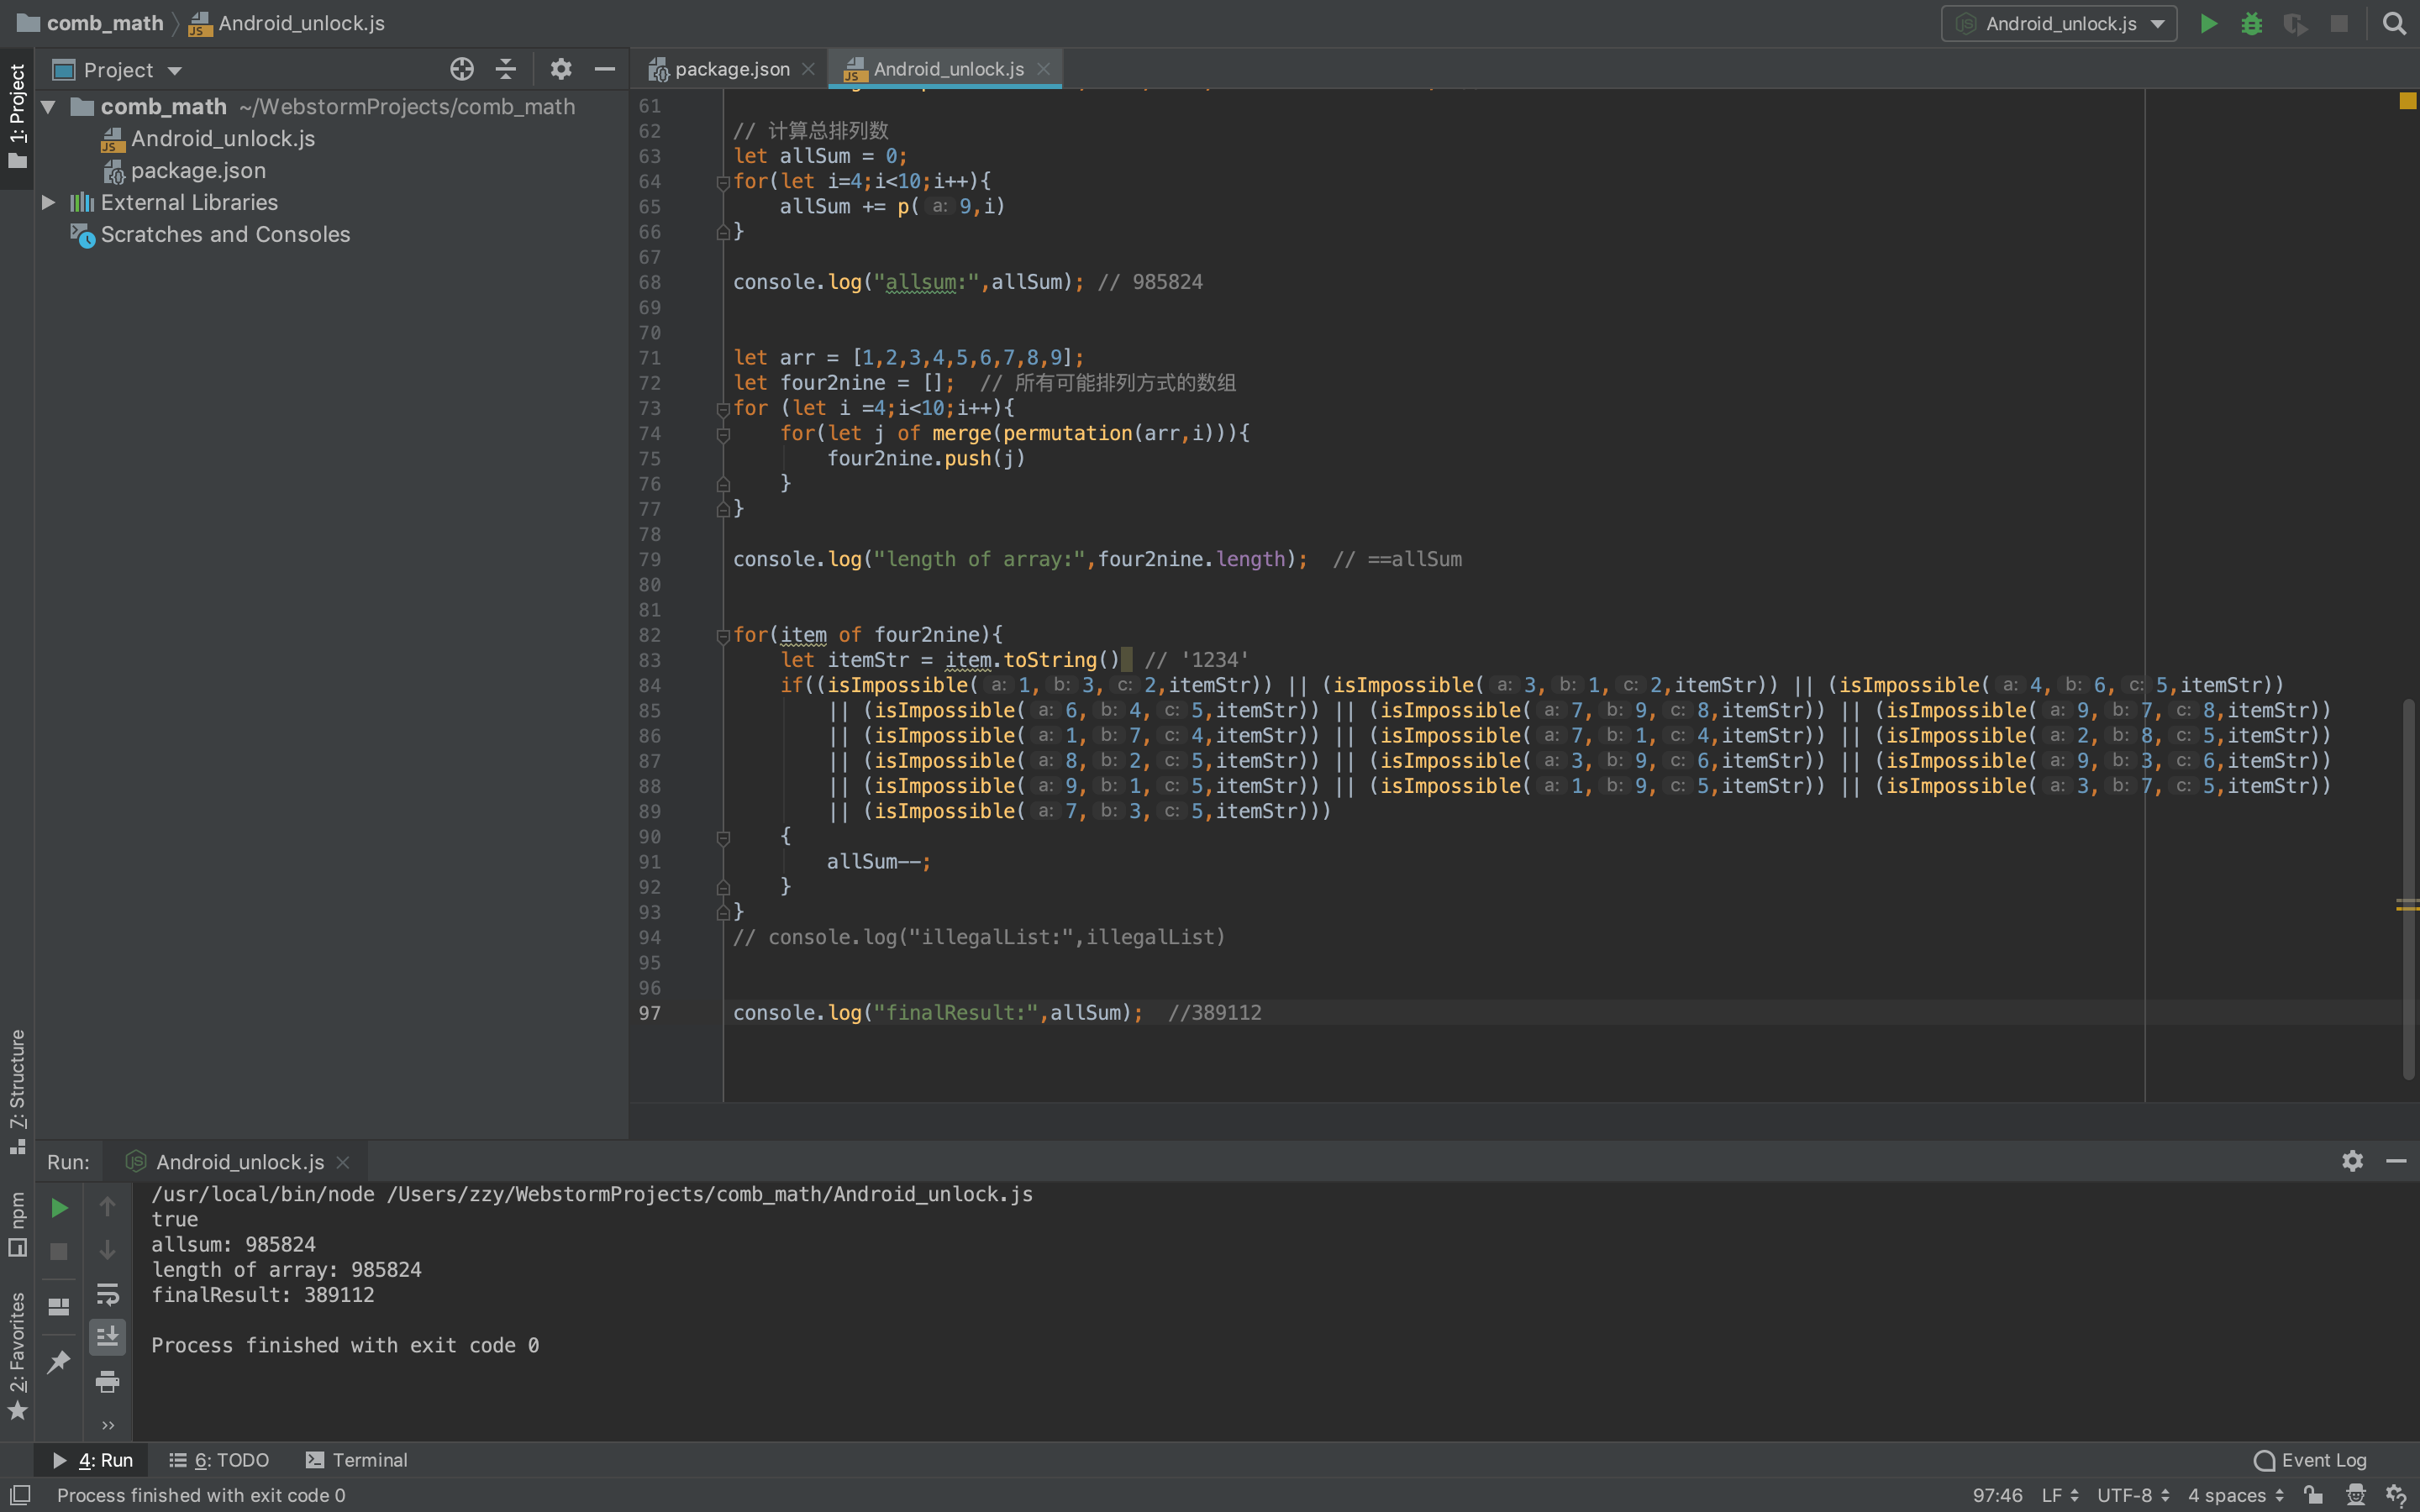 comb_math
Android_unlock.js
Android_unlock.js
1: Project
Project
package.json
Android_unlock.js
comb_math ~/WebstormProjects/comb_math
Android_unlock.js
package.json
External Libraries
Scratches and Consoles
61
62 // 计算总排列数
63 let allSum = 0;
64 for(let i=4;i<10;i++){
65 allSum += p( a: 9,i)
66 }
67
68 console.log("allsum:",allSum); // 985824
69
70
71 let arr = [1,2,3,4,5,6,7,8,9];
72 let four2nine = []; // 所有可能排列方式的数组
73 for (let i =4;i<10;i++){
74 for(let j of merge(permutation(arr,i))){
75 four2nine.push(j)
76 }
77 }
78
79 console.log("length of array:",four2nine.length); // ==allSum
80
81
82 for(item of four2nine){
83 let itemStr = item.toString() // '1234'
84 if((isImpossible( a: 1, b: 3, c: 2,itemStr)) || (isImpossible( a: 3, b: 1, c: 2,itemStr)) || (isImpossible( a: 4, b: 6, c: 5,itemStr))
85 || (isImpossible( a: 6, b: 4, c: 5,itemStr)) || (isImpossible( a: 7, b: 9, c: 8,itemStr)) || (isImpossible( a: 9, b: 7, c: 8,itemStr))
86 || (isImpossible( a: 1, b: 7, c: 4,itemStr)) || (isImpossible( a: 7, b: 1, c: 4,itemStr)) || (isImpossible( a: 2, b: 8, c: 5,itemStr))
87 || (isImpossible( a: 8, b: 2, c: 5,itemStr)) || (isImpossible( a: 3, b: 9, c: 6,itemStr)) || (isImpossible( a: 9, b: 3, c: 6,itemStr))
88 || (isImpossible( a: 9, b: 1, c: 5,itemStr)) || (isImpossible( a: 1, b: 9, c: 5,itemStr)) || (isImpossible( a: 3, b: 7, c: 5,itemStr))
89 || (isImpossible( a: 7, b: 3, c: 5,itemStr)))
90 {
91 allSum--;
92 }
93 }
94 // console.log("illegalList:",illegalList)
95
96
97 console.log("finalResult:",allSum); //389112
7: Structure
npm
2: Favorites
Run: Android_unlock.js
/usr/local/bin/node /Users/zzy/WebstormProjects/comb_math/Android_unlock.js
true
allsum: 985824
length of array: 985824
finalResult: 389112
Process finished with exit code 0
4: Run 6: TODO Terminal
Event Log
Process finished with exit code 0
97:46 LF UTF-8 4 spaces